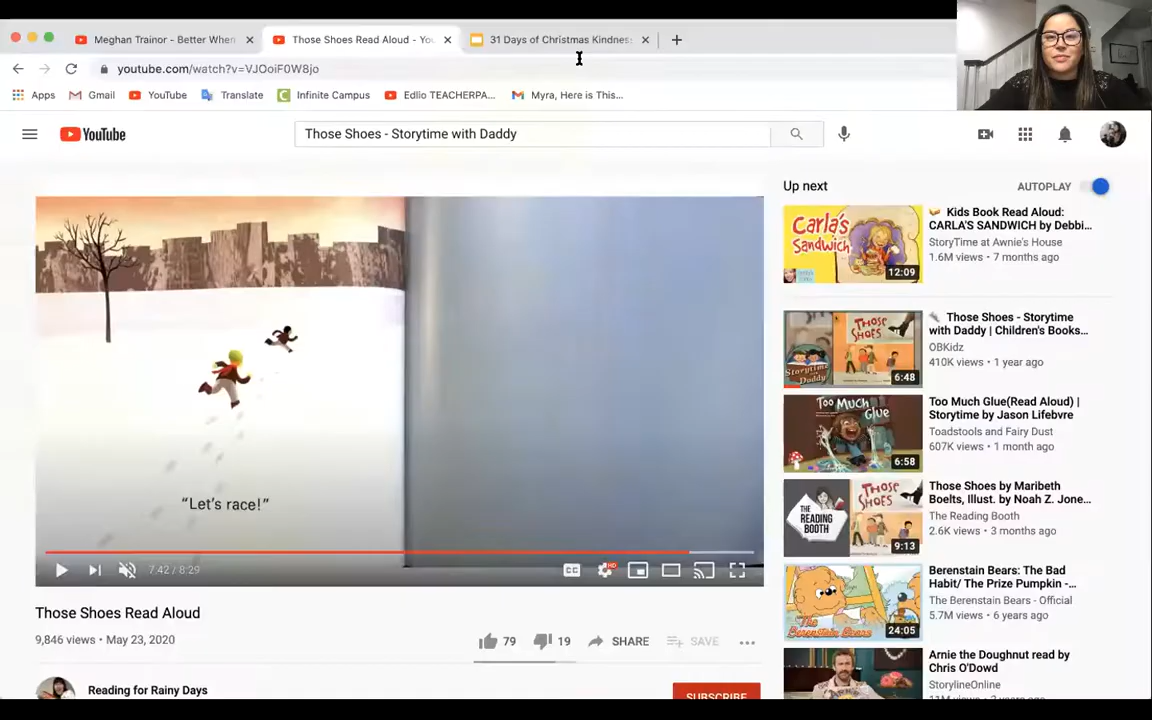 Meghan Trainor - Better When
Those Shoes Read Aloud - You
31 Days of Christmas Kindness
youtube.com/watch?v=VJOoiF0W8jo
Apps
Gmail
YouTube
Translate
Infinite Campus
Edlio TEACHERPA...
Myra, Here is This...
YouTube
Those Shoes - Storytime with Daddy
"Let's race!"
7:42 / 8:29
CC
HD
Those Shoes Read Aloud
9,846 views • May 23, 2020
79
19
SHARE
SAVE
Reading for Rainy Days
SUBSCRIBE
Up next
AUTOPLAY
Carla's
Sandwich
12:09
Kids Book Read Aloud:
CARLA'S SANDWICH by Debbi...
StoryTime at Awnie's House
1.6M views • 7 months ago
THOSE
SHOES
Storytime
Daddy
6:48
Those Shoes - Storytime
with Daddy | Children's Books...
OBKidz
410K views • 1 year ago
Too Much
Glue
6:58
Too Much Glue(Read Aloud) |
Storytime by Jason Lifebvre
Toadstools and Fairy Dust
607K views • 1 month ago
THE
READING
BOOTH
THOSE
SHOES
9:13
Those Shoes by Maribeth
Boelts, Illust. by Noah Z. Jone...
The Reading Booth
2.6K views • 3 months ago
The
Berenstain Bears
24:05
Berenstain Bears: The Bad
Habit/ The Prize Pumpkin -...
The Berenstain Bears - Official
5.7M views • 6 years ago
Arnie the Doughnut read by
Chris O'Dowd
StorylineOnline